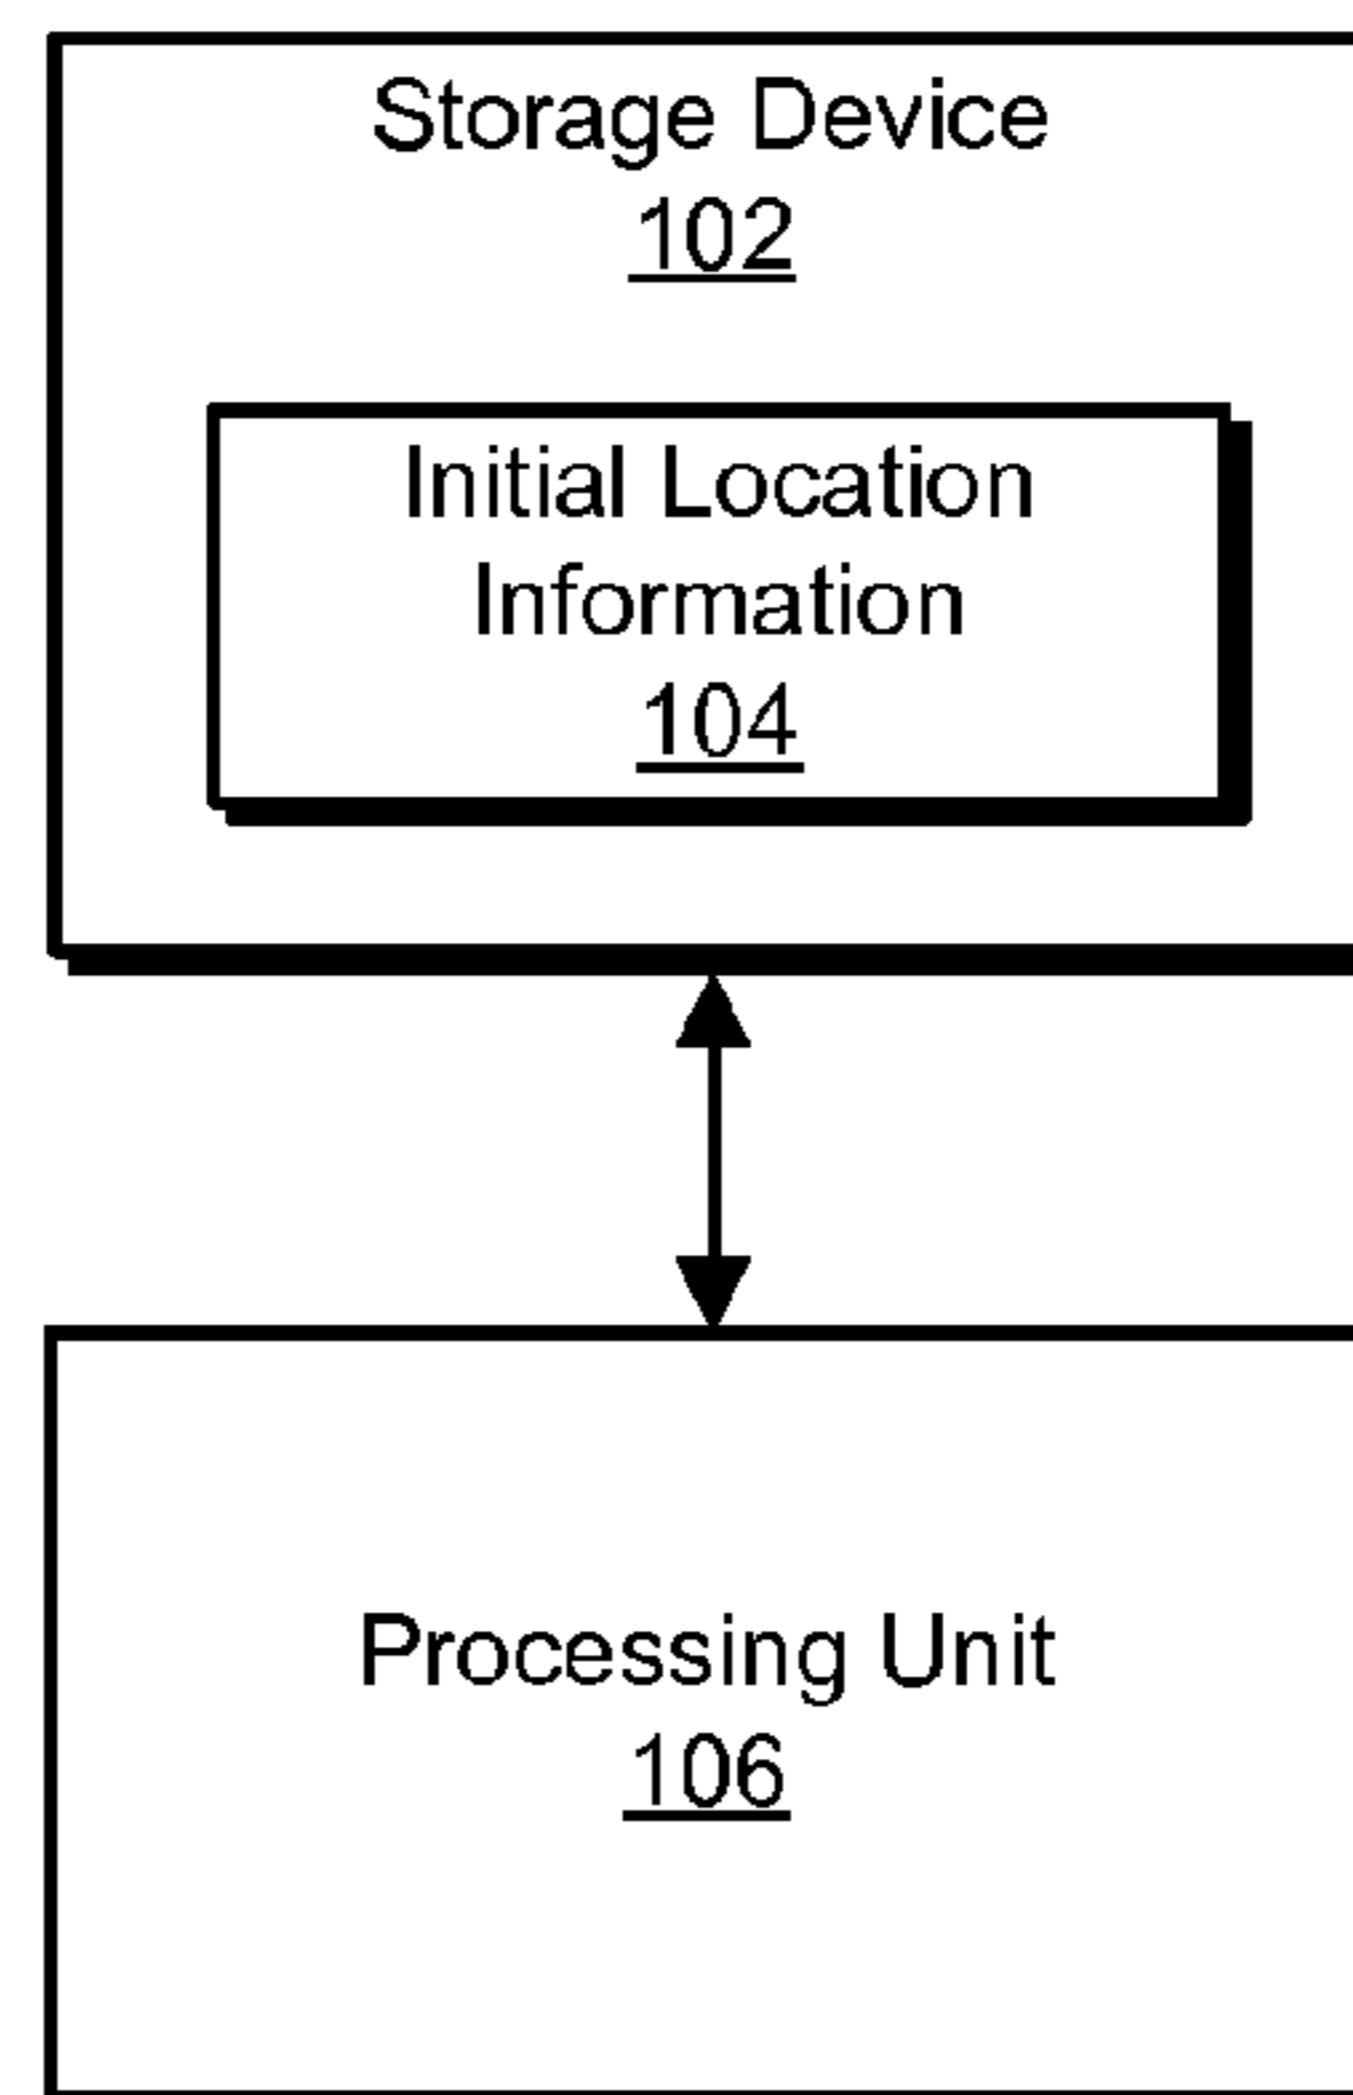 Storage Device
102
Initial Location
Information
104
Processing Unit
106